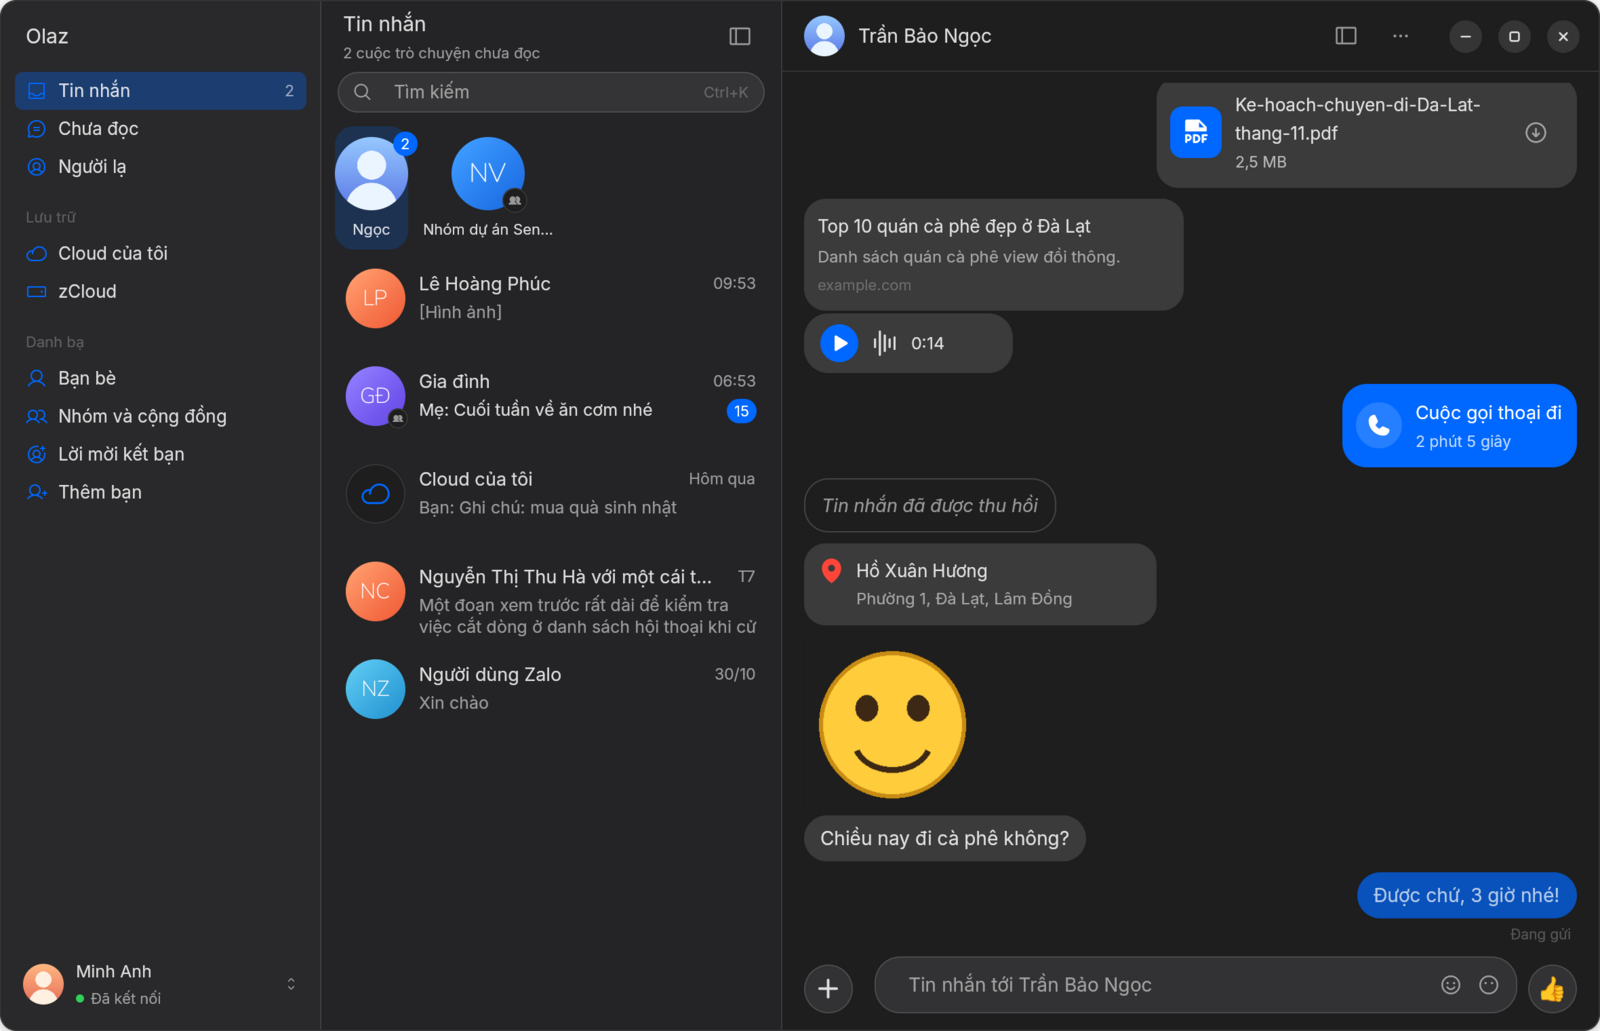 Olaz
Tin nhắn
2
Chưa đọc
Người lạ
Lưu trữ
Cloud của tôi
zCloud
Danh bạ
Bạn bè
Nhóm và cộng đồng
Lời mời kết bạn
Thêm bạn
Minh Anh
Đã kết nối
Tin nhắn
2 cuộc trò chuyện chưa đọc
Tìm kiếm
Ctrl+K
2
Ngọc
NV
Nhóm dự án Sen...
LP
Lê Hoàng Phúc
09:53
[Hình ảnh]
GĐ
Gia đình
06:53
Mẹ: Cuối tuần về ăn cơm nhé
15
Cloud của tôi
Hôm qua
Bạn: Ghi chú: mua quà sinh nhật
NC
Nguyễn Thị Thu Hà với một cái t...
T7
Một đoạn xem trước rất dài để kiểm tra
việc cắt dòng ở danh sách hội thoại khi cử
NZ
Người dùng Zalo
30/10
Xin chào
Trần Bảo Ngọc
PDF
Ke-hoach-chuyen-di-Da-Lat-
thang-11.pdf
2,5 MB
Top 10 quán cà phê đẹp ở Đà Lạt
Danh sách quán cà phê view đồi thông.
example.com
0:14
Cuộc gọi thoại đi
2 phút 5 giây
Tin nhắn đã được thu hồi
Hồ Xuân Hương
Phường 1, Đà Lạt, Lâm Đồng
Chiều nay đi cà phê không?
Được chứ, 3 giờ nhé!
Đang gửi
Tin nhắn tới Trần Bảo Ngọc